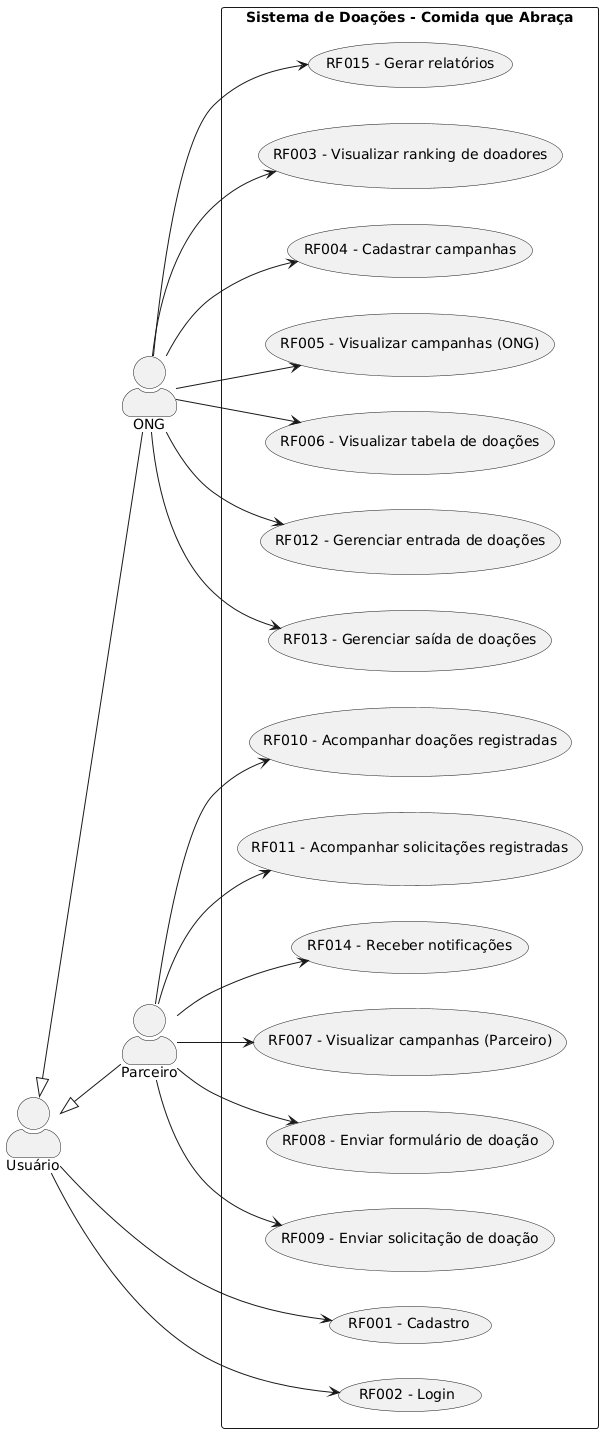 Sistema de Doações - Comida que Abraça
RF015 - Gerar relatórios
RF003 - Visualizar ranking de doadores
RF004 - Cadastrar campanhas
RF005 - Visualizar campanhas (ONG)
ONG
RF006 - Visualizar tabela de doações
RF012 - Gerenciar entrada de doações
RF013 - Gerenciar saída de doações
RF010 - Acompanhar doações registradas
RF011 - Acompanhar solicitações registradas
RF014 - Receber notificações
RF007 - Visualizar campanhas (Parceiro)
Parceiro
RF008 - Enviar formulário de doação
Usuário
RF009 - Enviar solicitação de doação
RF001 - Cadastro
RF002 - Login